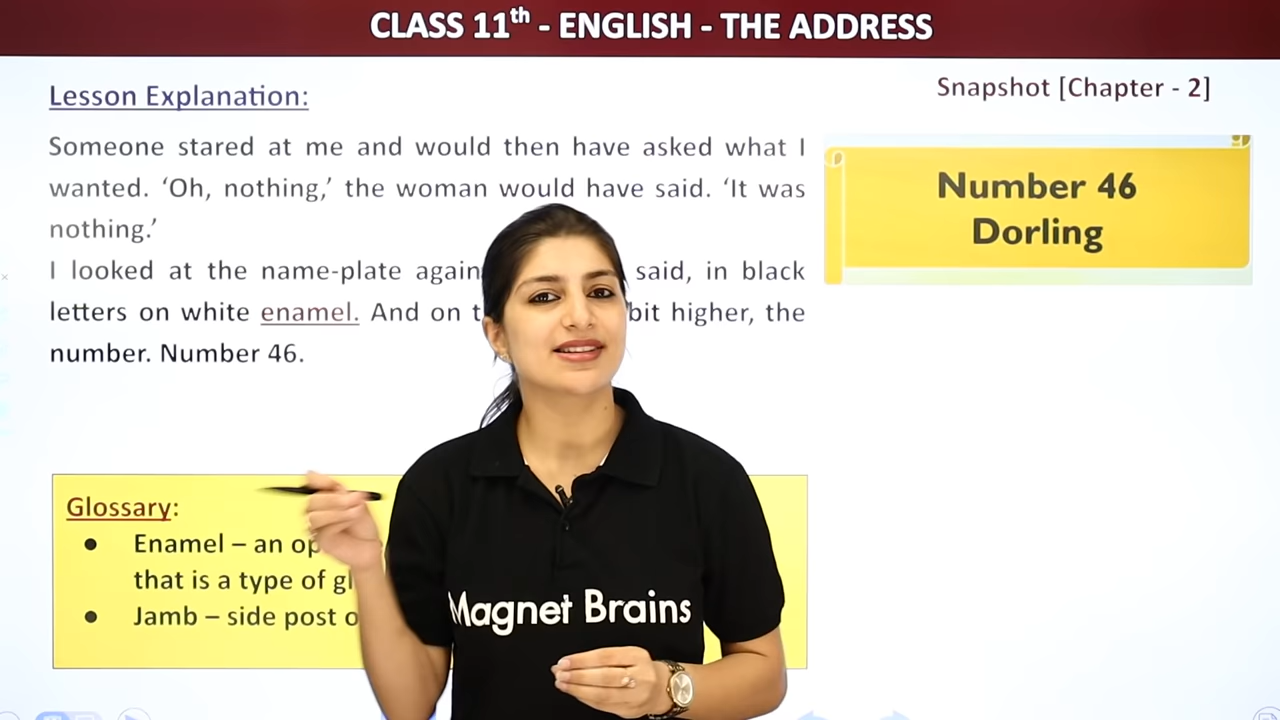 CLASS 11th - ENGLISH - THE ADDRESS
Lesson Explanation:
Snapshot [Chapter - 2]
Someone stared at me and would then have asked what I
wanted. ‘Oh, nothing,’ the woman would have said. ‘It was
nothing.’
I looked at the name-plate again said, in black
letters on white enamel. And on bit higher, the
number. Number 46.
Number 46
Dorling
Glossary:
● Enamel – an
that is a type of
● Jamb – side post
Magnet Brains